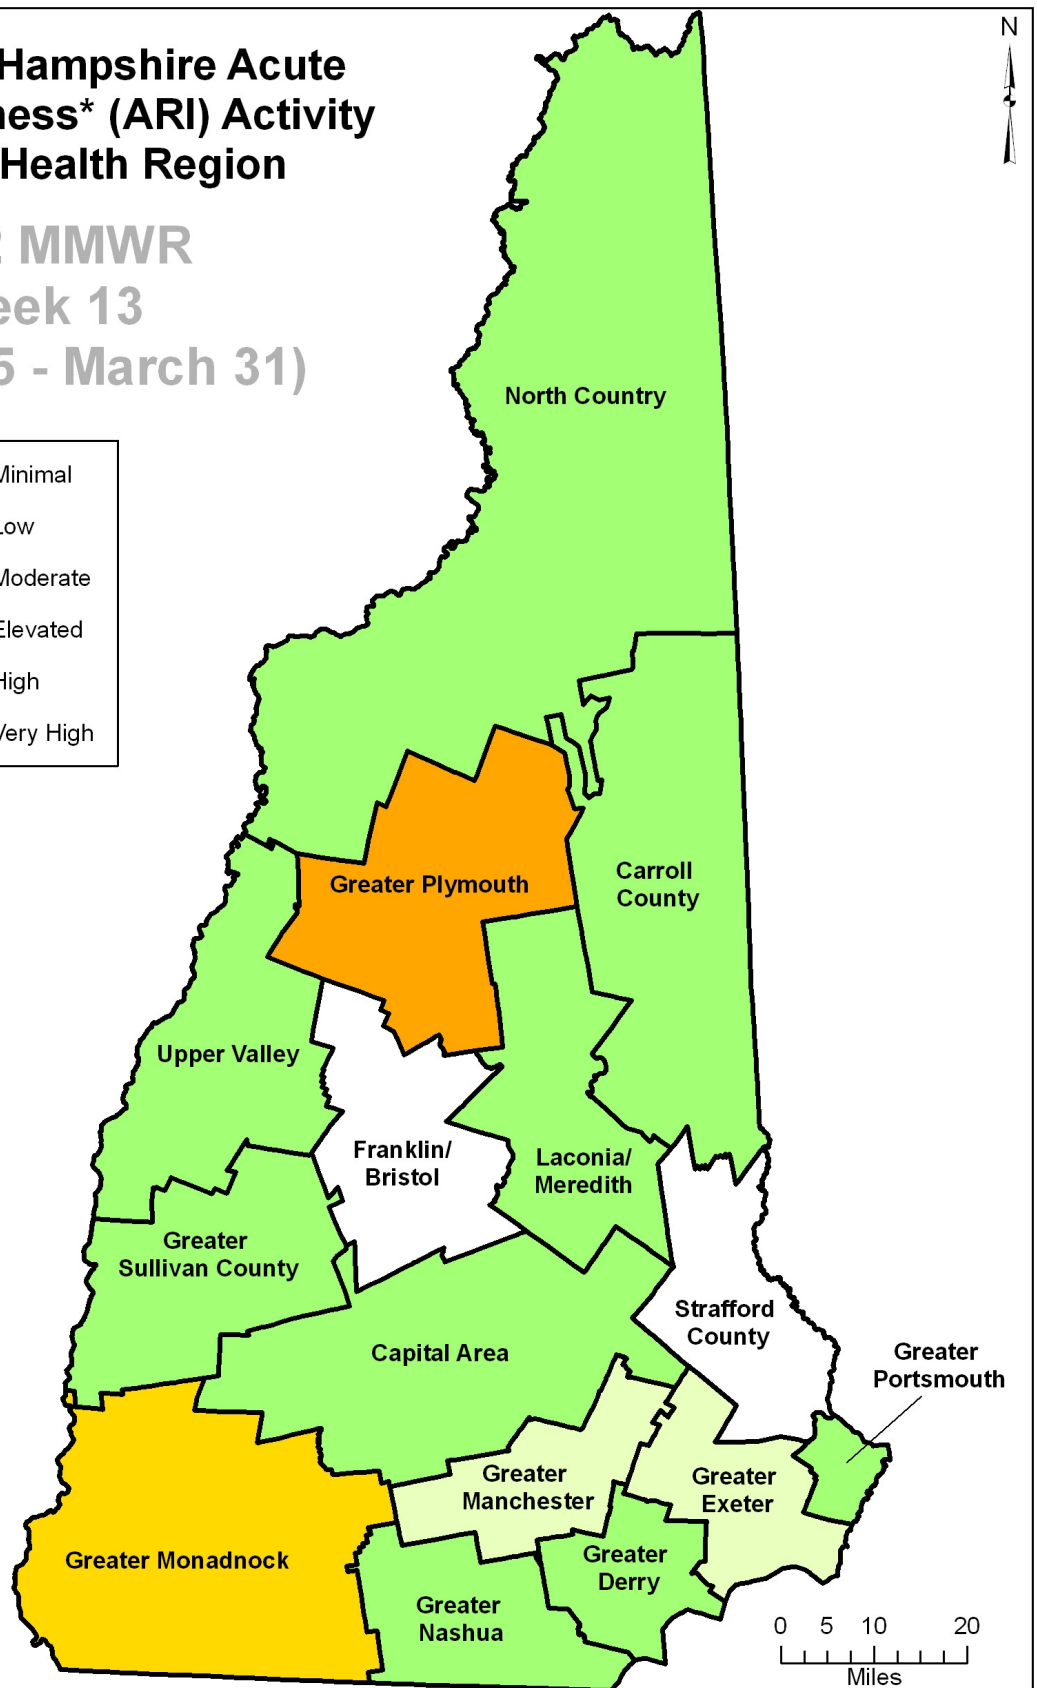 Hampshire Acute
ness* (ARI) Activity
Health Region
2 MMWR
eek 13
5 - March 31)
N
Minimal
Low
Moderate
Elevated
High
Very High
North Country
Greater Plymouth
Carroll
County
Upper Valley
Franklin/
Bristol
Laconia/
Meredith
Greater
Sullivan County
Strafford
County
Capital Area
Greater
Portsmouth
Greater
Manchester
Greater
Exeter
Greater Monadnock
Greater
Derry
Greater
Nashua
0 5 10 20
Miles